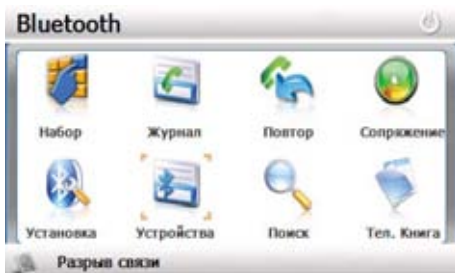 Bluetooth
Набор Журнал Повтор Сопряжение
Установка Устройства Поиск Тел. Книга
Разрыв связи